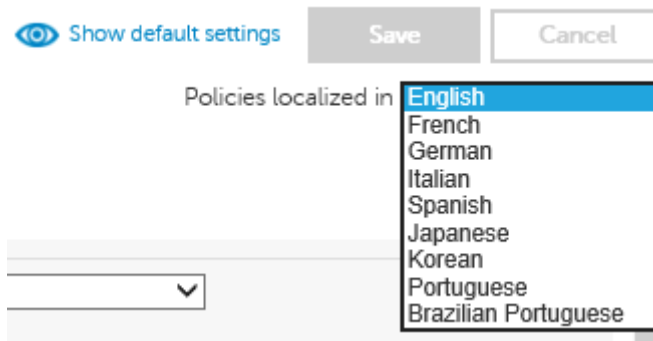 Show default settings
Save
Cancel
Policies localized in
English
French
German
Italian
Spanish
Japanese
Korean
Portuguese
Brazilian Portuguese